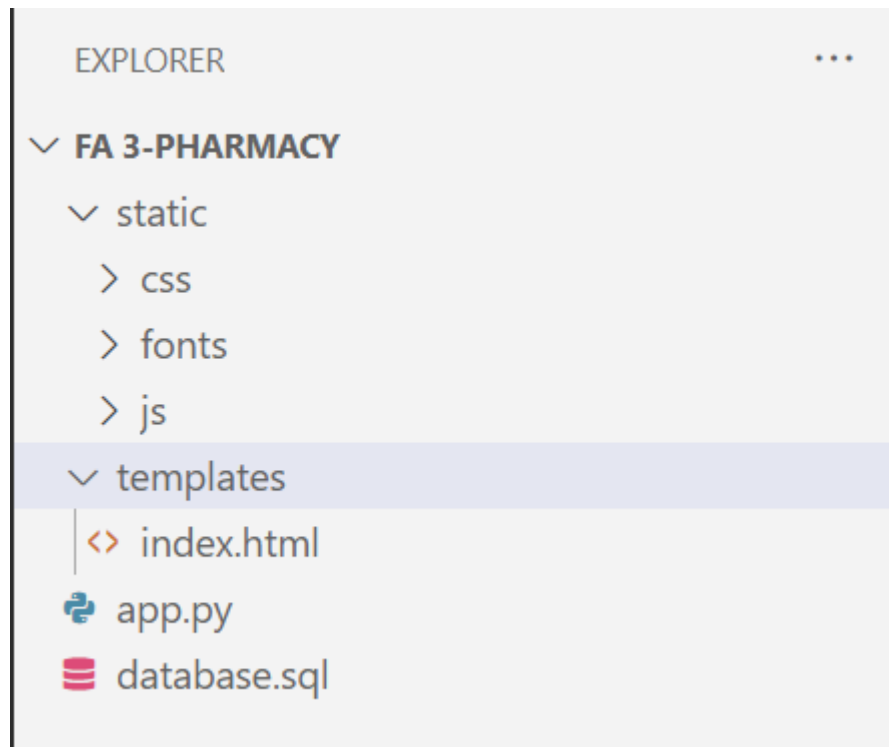 EXPLORER
FA 3-PHARMACY
static
css
fonts
js
templates
index.html
app.py
database.sql